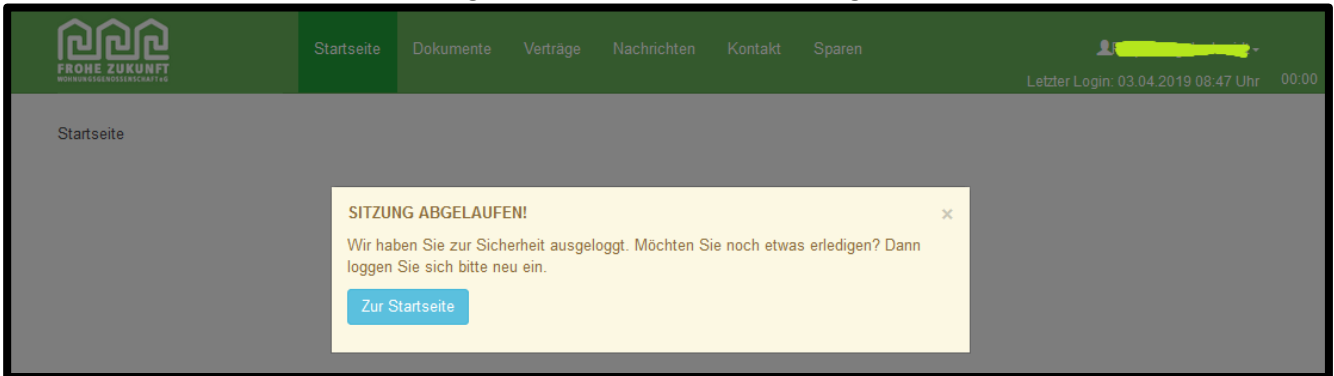 FROHE ZUKUNFT
WOHNUNGSGENOSSENSCHAFT eG
Startseite Dokumente Verträge Nachrichten Kontakt Sparen
Letzter Login: 03.04.2019 08:47 Uhr 00:00
Startseite
SITZUNG ABGELAUFEN! ×
Wir haben Sie zur Sicherheit ausgeloggt. Möchten Sie noch etwas erledigen? Dann
loggen Sie sich bitte neu ein.
Zur Startseite